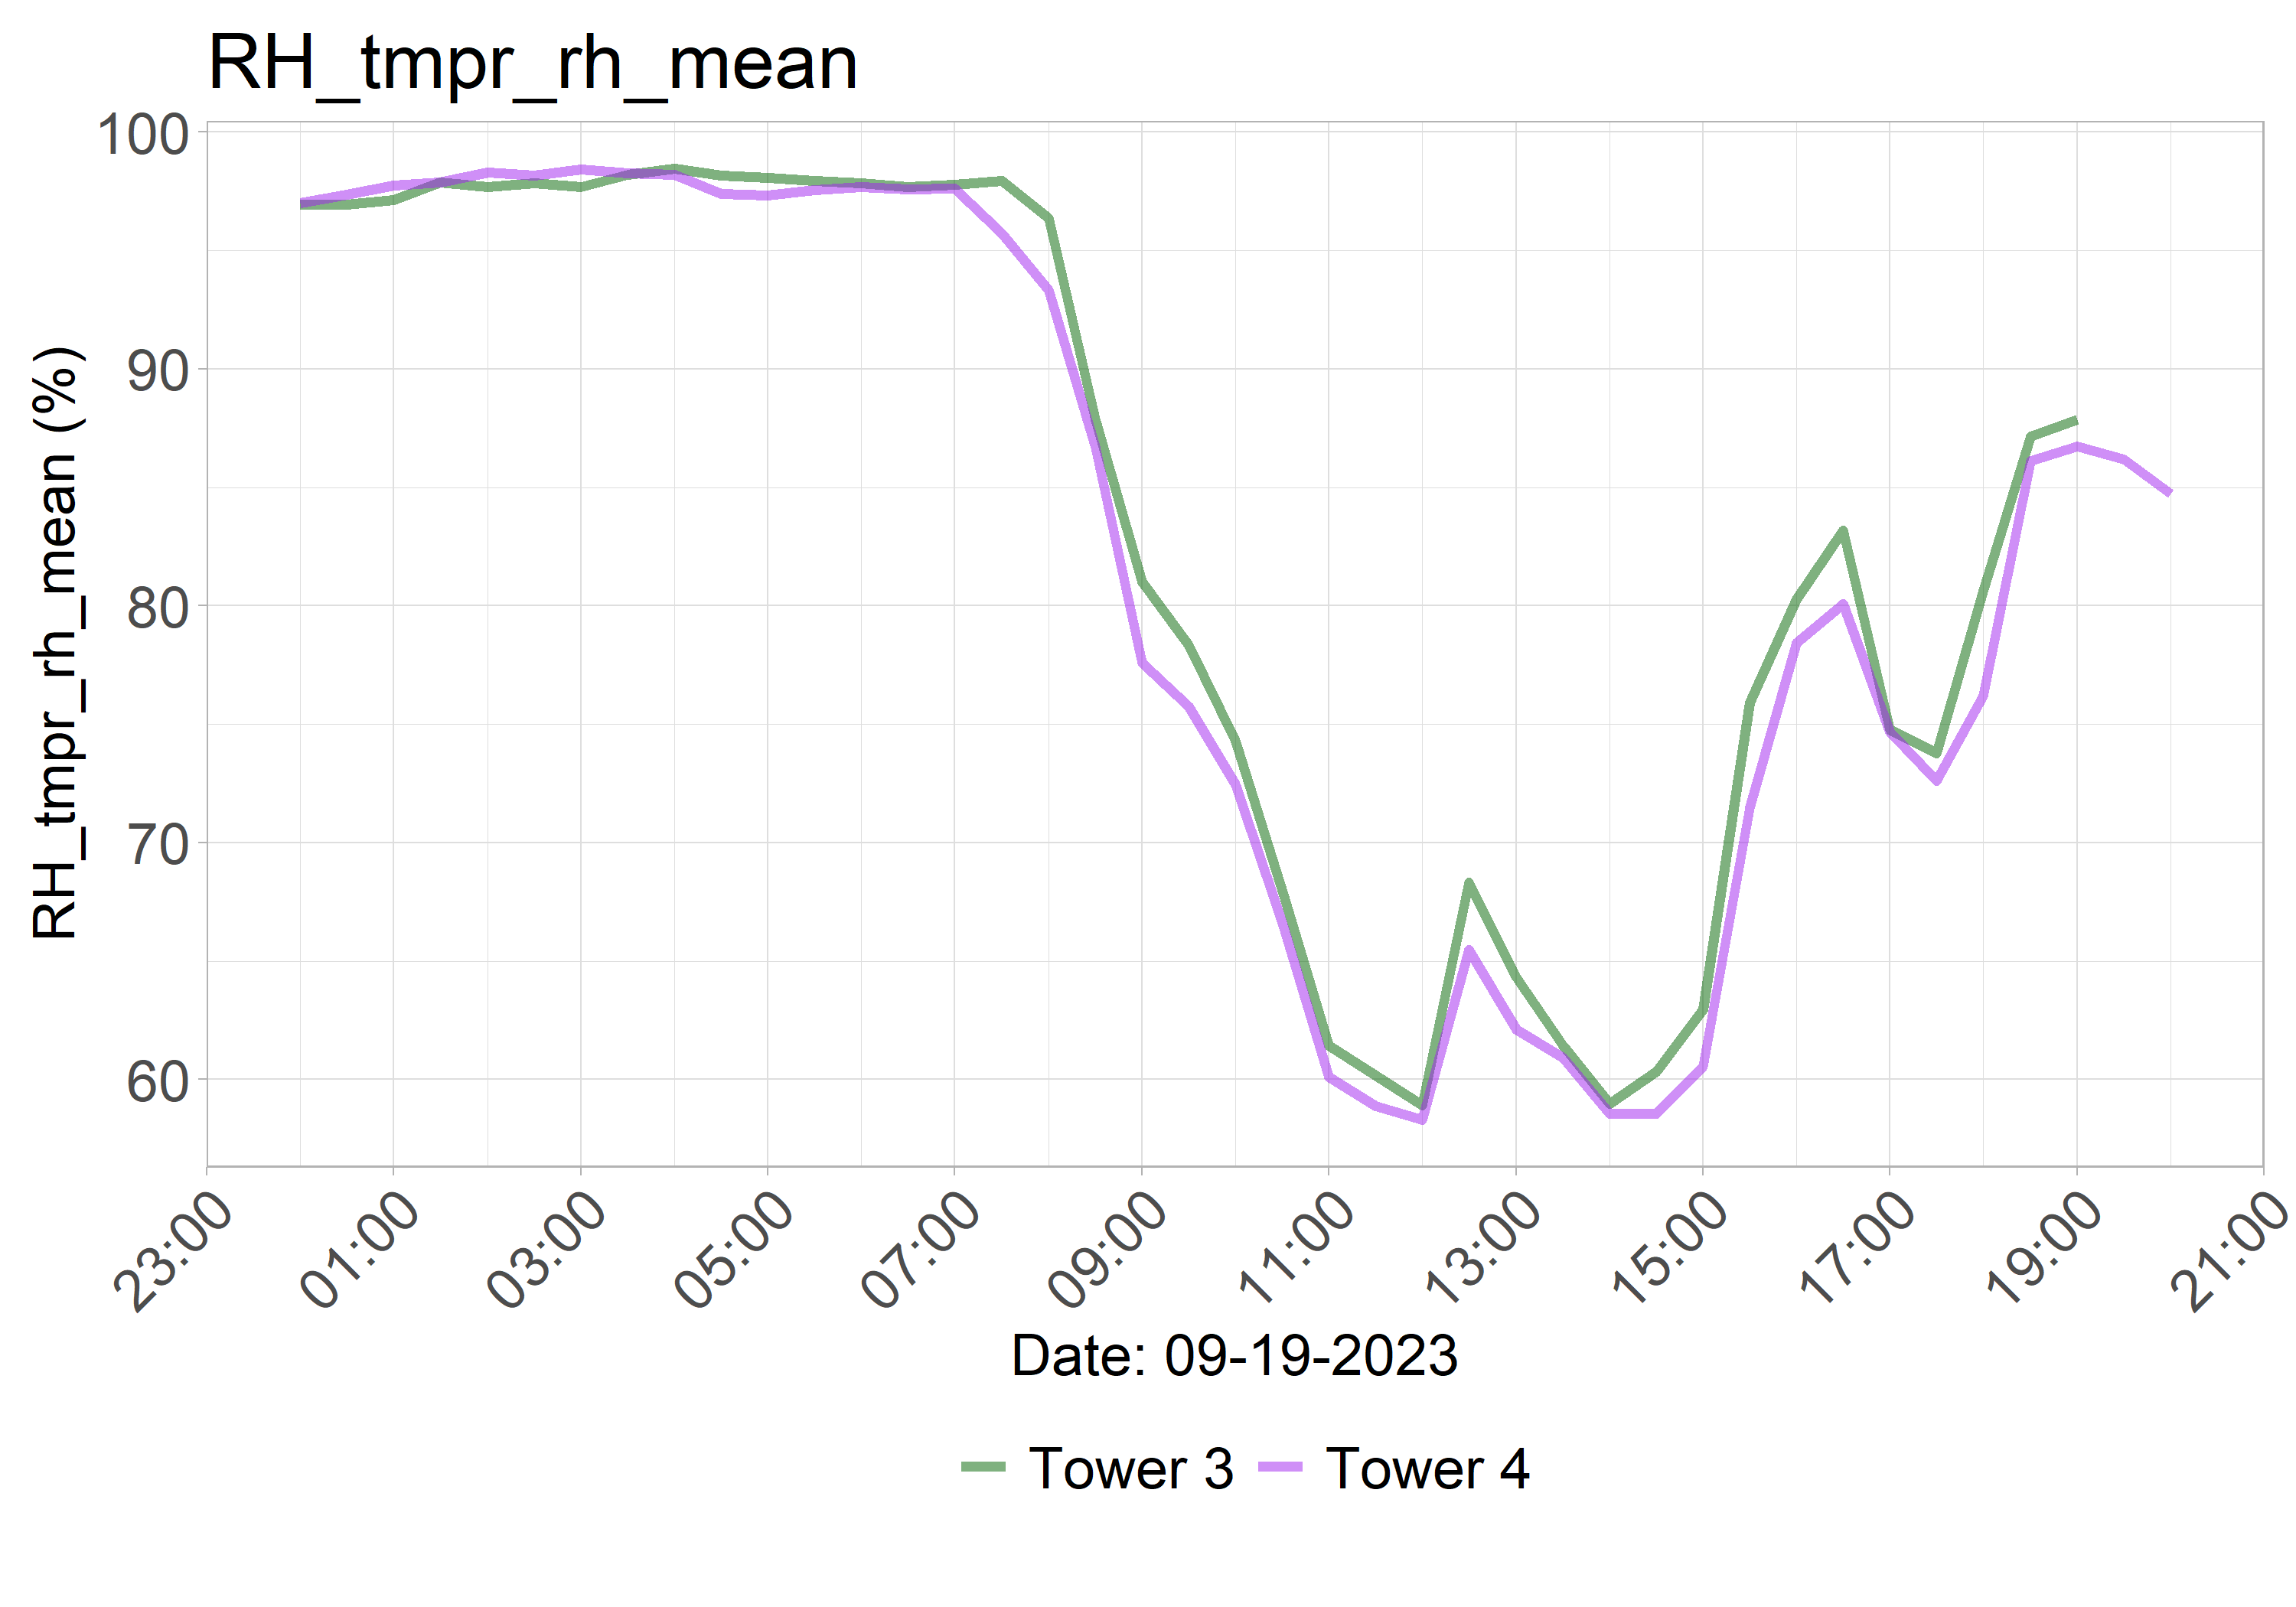 RH_tmpr_rh_mean
RH_tmpr_rh_mean (%)
100
90
80
70
60
23:00 01:00 03:00 05:00 07:00 09:00 11:00 13:00 15:00 17:00 19:00 21:00
Date: 09-19-2023
Tower 3 Tower 4